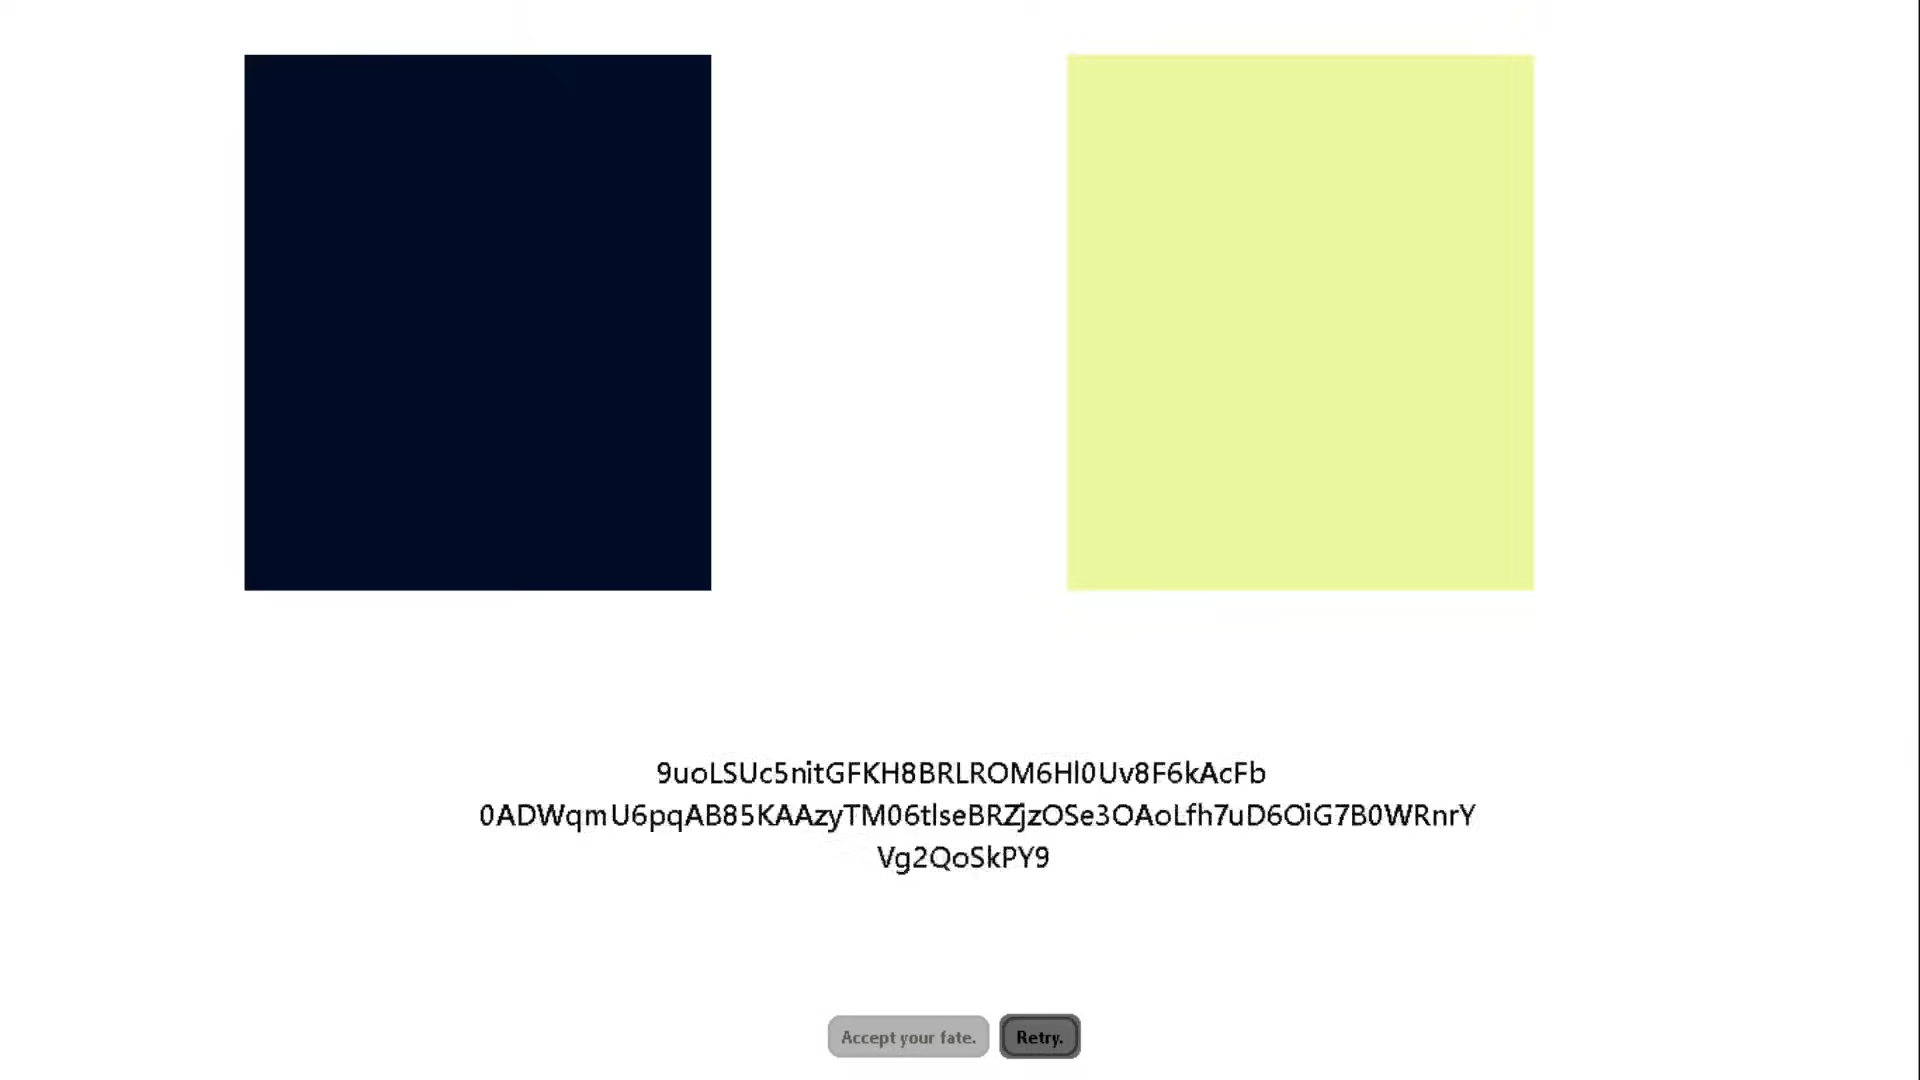 9uoLSUc5nitGFKH8BRLROM6Hl0Uv8F6kAcFb
0ADWqmU6pqAB85KAAzyTM06tlseBRZjzOSe3OAoLfh7uD6OiG7B0WRnrY
Vg2QoSkPY9
Accept your fate.
Retry.